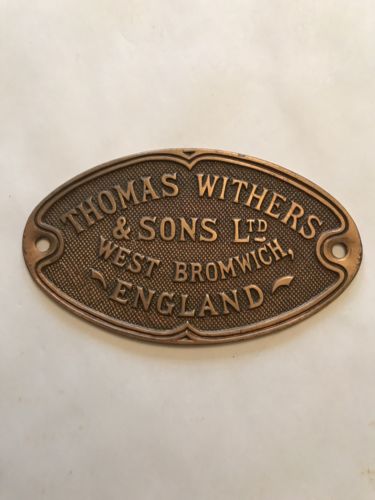 THOMAS WITHERS
& SONS LTD
WEST BROMWICH,
ENGLAND